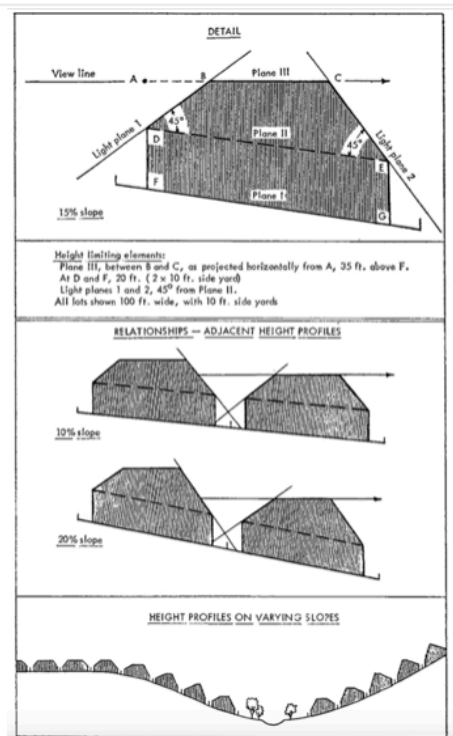 DETAIL
View line
A
B
Plane III
C
Light plane 1
45°
D
Plane II
45°
E
Light plane 2
F
Plane I
G
15% slope
Height limiting elements:
Plane III, between B and C, as projected horizontally from A, 35 ft. above F.
At D and F, 20 ft. ( 2 x 10 ft. side yard)
Light planes 1 and 2, 45° from Plane II.
All lots shown 100 ft. wide, with 10 ft. side yards
RELATIONSHIPS — ADJACENT HEIGHT PROFILES
10% slope
20% slope
HEIGHT PROFILES ON VARYING SLOPES